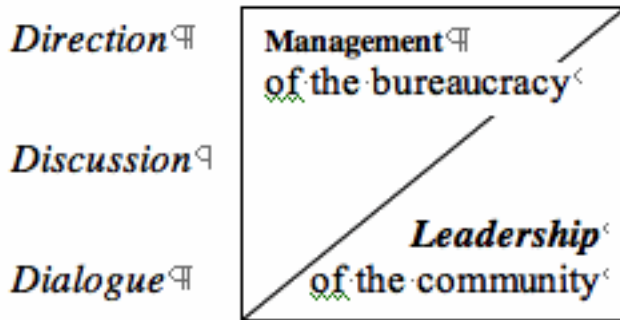 Direction¶
Management¶
of the bureaucracy
Discussion¶
Leadership
Dialogue¶
of the community